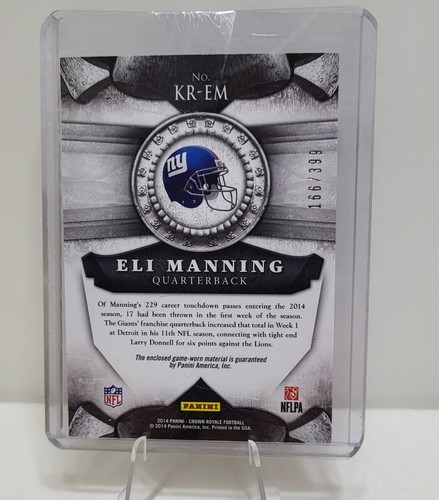 No.
KR-EM
166/399
ny
ELI MANNING
QUARTERBACK
Of Manning's 229 career touchdown passes entering the 2014
season, 17 had been thrown in the first week of the season.
The Giants' franchise quarterback increased that total in Week 1
at Detroit in his 11th NFL season, connecting with tight end
Larry Donnell for six points against the Lions.
The enclosed game-worn material is guaranteed
by Panini America, Inc.
NFL
PANINI
NFLPA
2014 PANINI - CROWN ROYALE FOOTBALL
© 2014 Panini America, Inc. Printed in the USA.